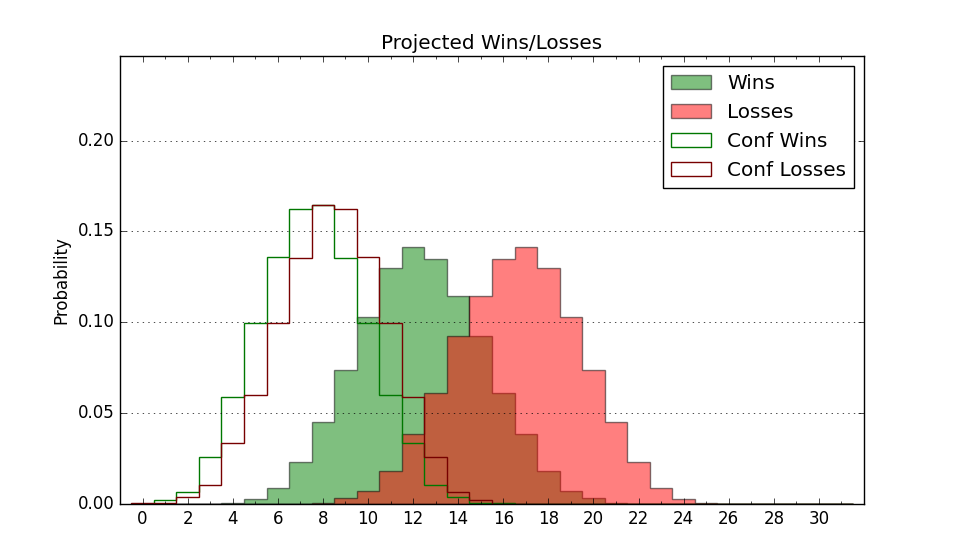 Projected Wins/Losses
Wins
Losses
Conf Wins
Conf Losses
Probability
0.20
0.15
0.10
0.05
0.00
0 2 4 6 8 10 12 14 16 18 20 22 24 26 28 30